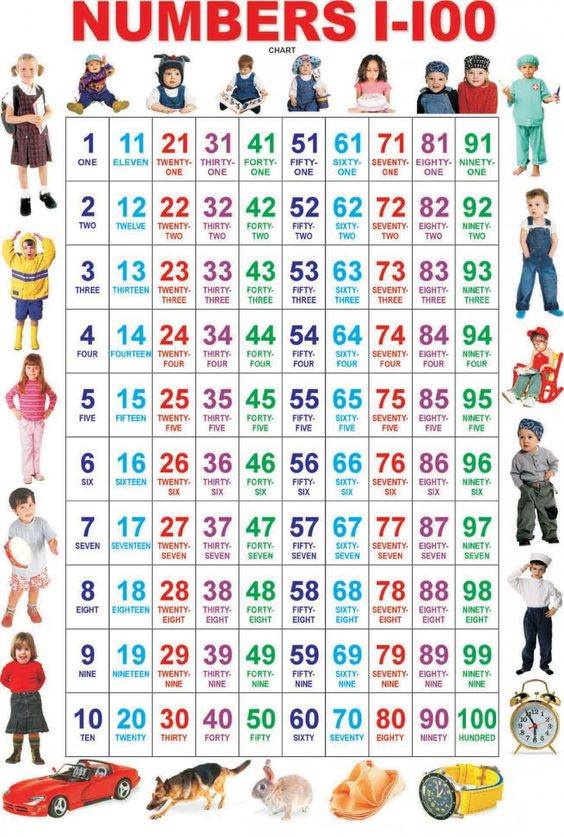 NUMBERS 1-100
CHART
1 11 21 31 41 51 61 71 81 91
ONE ELEVEN TWENTY- THIRTY- FORTY- FIFTY- SIXTY- SEVENTY- EIGHTY- NINETY-
ONE ONE ONE ONE ONE ONE ONE ONE
2 12 22 32 42 52 62 72 82 92
TWO TWELVE TWENTY- THIRTY- FORTY- FIFTY- SIXTY- SEVENTY- EIGHTY- NINETY-
TWO TWO TWO TWO TWO TWO TWO TWO
3 13 23 33 43 53 63 73 83 93
THREE THIRTEEN TWENTY- THIRTY- FORTY- FIFTY- SIXTY- SEVENTY- EIGHTY- NINETY-
THREE THREE THREE THREE THREE THREE THREE THREE
4 14 24 34 44 54 64 74 84 94
FOUR FOURTEEN TWENTY- THIRTY- FORTY- FIFTY- SIXTY- SEVENTY- EIGHTY- NINETY-
FOUR FOUR FOUR FOUR FOUR FOUR FOUR FOUR
5 15 25 35 45 55 65 75 85 95
FIVE FIFTEEN TWENTY- THIRTY- FORTY- FIFTY- SIXTY- SEVENTY- EIGHTY- NINETY-
FIVE FIVE FIVE FIVE FIVE FIVE FIVE FIVE
6 16 26 36 46 56 66 76 86 96
SIX SIXTEEN TWENTY- THIRTY- FORTY- FIFTY- SIXTY- SEVENTY- EIGHTY- NINETY-
SIX SIX SIX SIX SIX SIX SIX SIX
7 17 27 37 47 57 67 77 87 97
SEVEN SEVENTEEN TWENTY- THIRTY- FORTY- FIFTY- SIXTY- SEVENTY- EIGHTY- NINETY-
SEVEN SEVEN SEVEN SEVEN SEVEN SEVEN SEVEN SEVEN
8 18 28 38 48 58 68 78 88 98
EIGHT EIGHTEEN TWENTY- THIRTY- FORTY- FIFTY- SIXTY- SEVENTY- EIGHTY- NINETY-
EIGHT EIGHT EIGHT EIGHT EIGHT EIGHT EIGHT EIGHT
9 19 29 39 49 59 69 79 89 99
NINE NINETEEN TWENTY- THIRTY- FORTY- FIFTY- SIXTY- SEVENTY- EIGHTY- NINETY-
NINE NINE NINE NINE NINE NINE NINE NINE
10 20 30 40 50 60 70 80 90 100
TEN TWENTY THIRTY FORTY FIFTY SIXTY SEVENTY EIGHTY NINETY HUNDRED